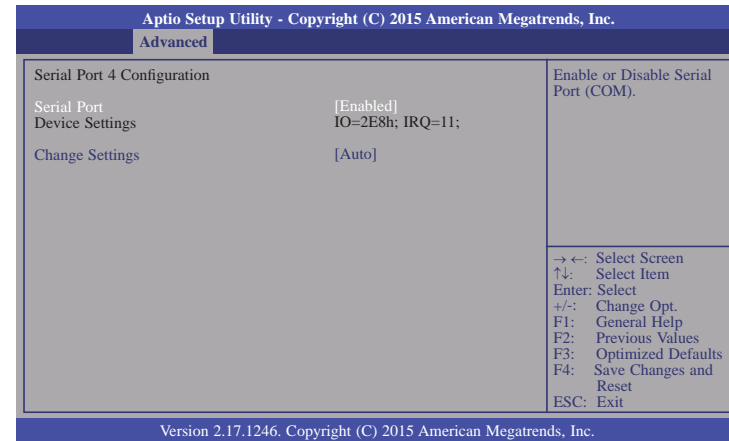 Aptio Setup Utility - Copyright (C) 2015 American Megatrends, Inc.
Advanced
Serial Port 4 Configuration
Serial Port [Enabled]
Device Settings IO=2E8h; IRQ=11;
Change Settings [Auto]
Enable or Disable Serial
Port (COM).
→ ←: Select Screen
↑↓: Select Item
Enter: Select
+/-: Change Opt.
F1: General Help
F2: Previous Values
F3: Optimized Defaults
F4: Save Changes and
Reset
ESC: Exit
Version 2.17.1246. Copyright (C) 2015 American Megatrends, Inc.